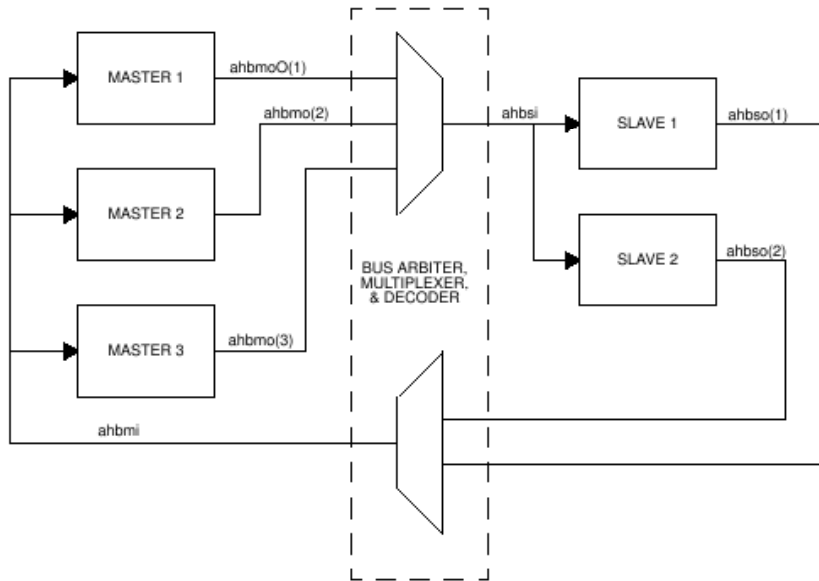 MASTER 1
ahbmoO(1)
ahbmo(2)
ahbsi
SLAVE 1
ahbso(1)
MASTER 2
SLAVE 2
ahbso(2)
BUS ARBITER,
MULTIPLEXER,
& DECODER
MASTER 3
ahbmo(3)
ahbmi